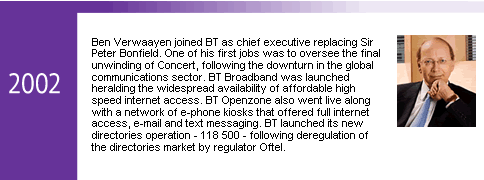 2002
Ben Verwaayen joined BT as chief executive replacing Sir
Peter Bonfield. One of his first jobs was to oversee the final
unwinding of Concert, following the downturn in the global
communications sector. BT Broadband was launched
heralding the widespread availability of affordable high
speed internet access. BT Openzone also went live along
with a network of e-phone kiosks that offered full internet
access, e-mail and text messaging. BT launched its new
directories operation - 118 500 - following deregulation of
the directories market by regulator Oftel.